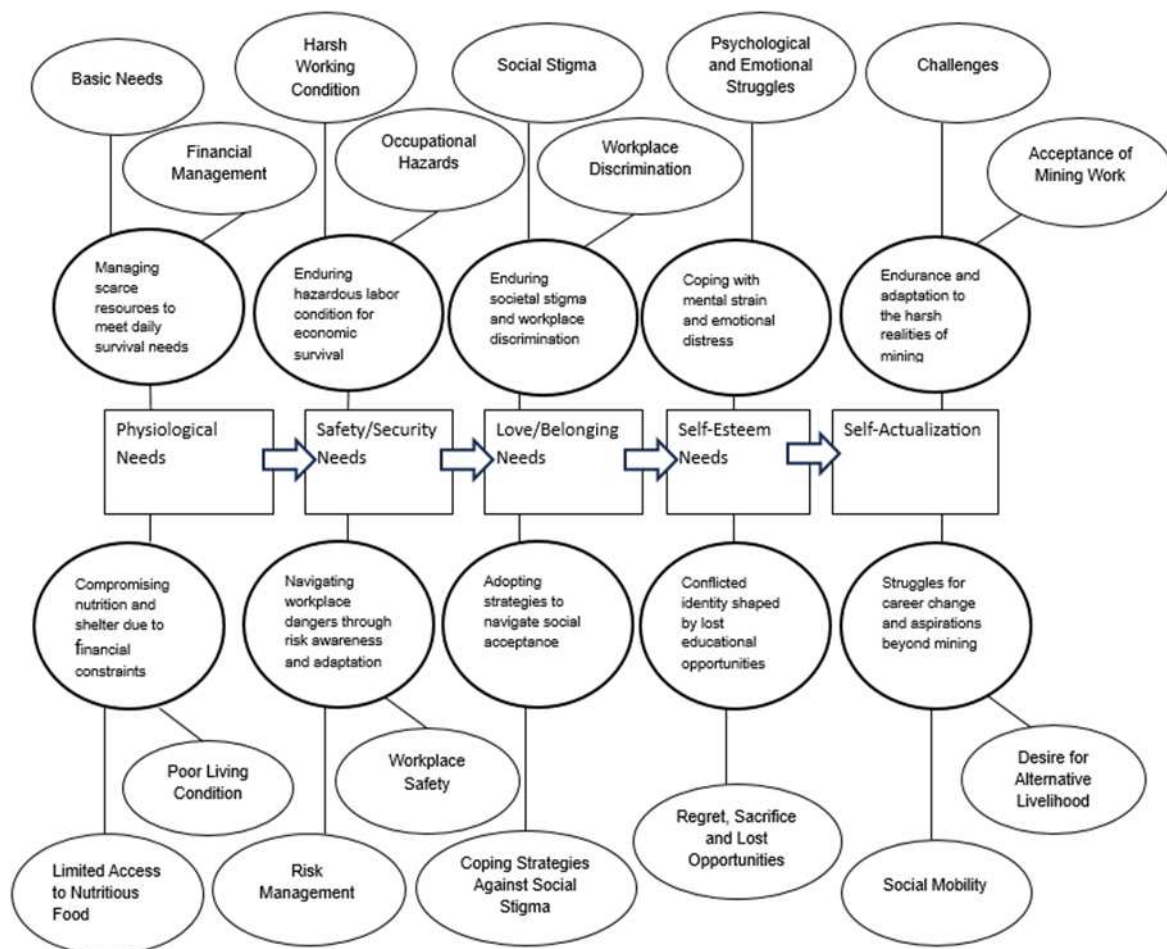 Basic Needs
Harsh
Working
Condition
Social Stigma
Psychological
and Emotional
Struggles
Challenges
Financial
Management
Occupational
Hazards
Workplace
Discrimination
Acceptance of
Mining Work
Managing
scarce
resources to
meet daily
survival needs
Enduring
hazardous labor
condition for
economic
survival
Enduring
societal stigma
and workplace
discrimination
Coping with
mental strain
and emotional
distress
Endurance and
adaptation to
the harsh
realities of
mining
Physiological
Needs
Safety/Security
Needs
Love/Belonging
Needs
Self-Esteem
Needs
Self-Actualization
Compromising
nutrition and
shelter due to
financial
constraints
Navigating
workplace
dangers through
risk awareness
and adaptation
Adopting
strategies to
navigate social
acceptance
Conflicted
identity shaped
by lost
educational
opportunities
Struggles for
career change
and aspirations
beyond mining
Poor Living
Condition
Workplace
Safety
Desire for
Alternative
Livelihood
Limited Access
to Nutritious
Food
Risk
Management
Coping Strategies
Against Social
Stigma
Regret, Sacrifice
and Lost
Opportunities
Social Mobility